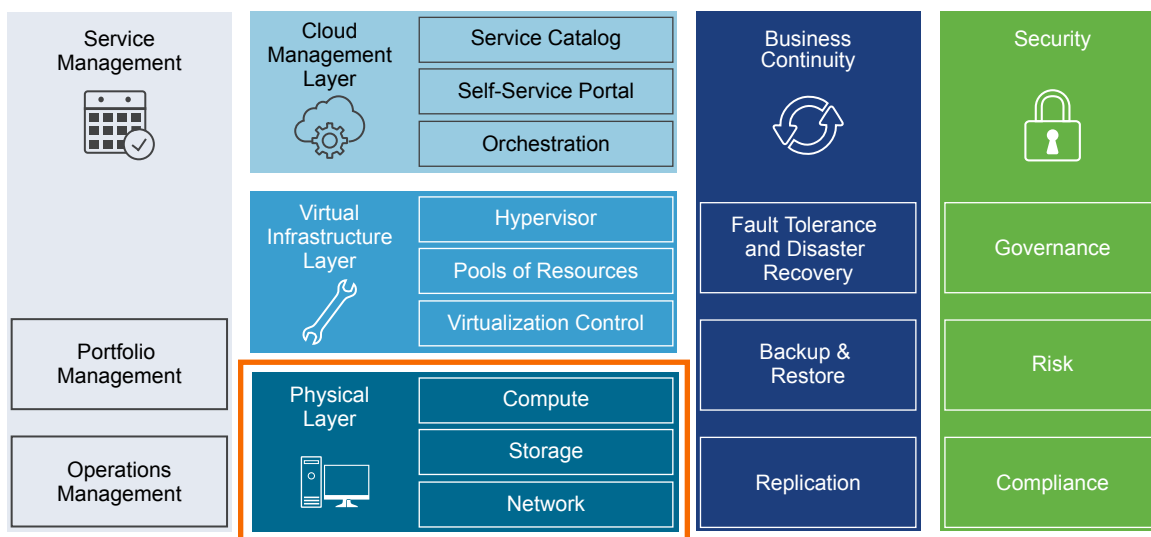 Service
Management
Portfolio
Management
Operations
Management
Cloud
Management
Layer
Service Catalog
Self-Service Portal
Orchestration
Virtual
Infrastructure
Layer
Hypervisor
Pools of Resources
Virtualization Control
Physical
Layer
Compute
Storage
Network
Business
Continuity
Fault Tolerance
and Disaster
Recovery
Backup &
Restore
Replication
Security
Governance
Risk
Compliance